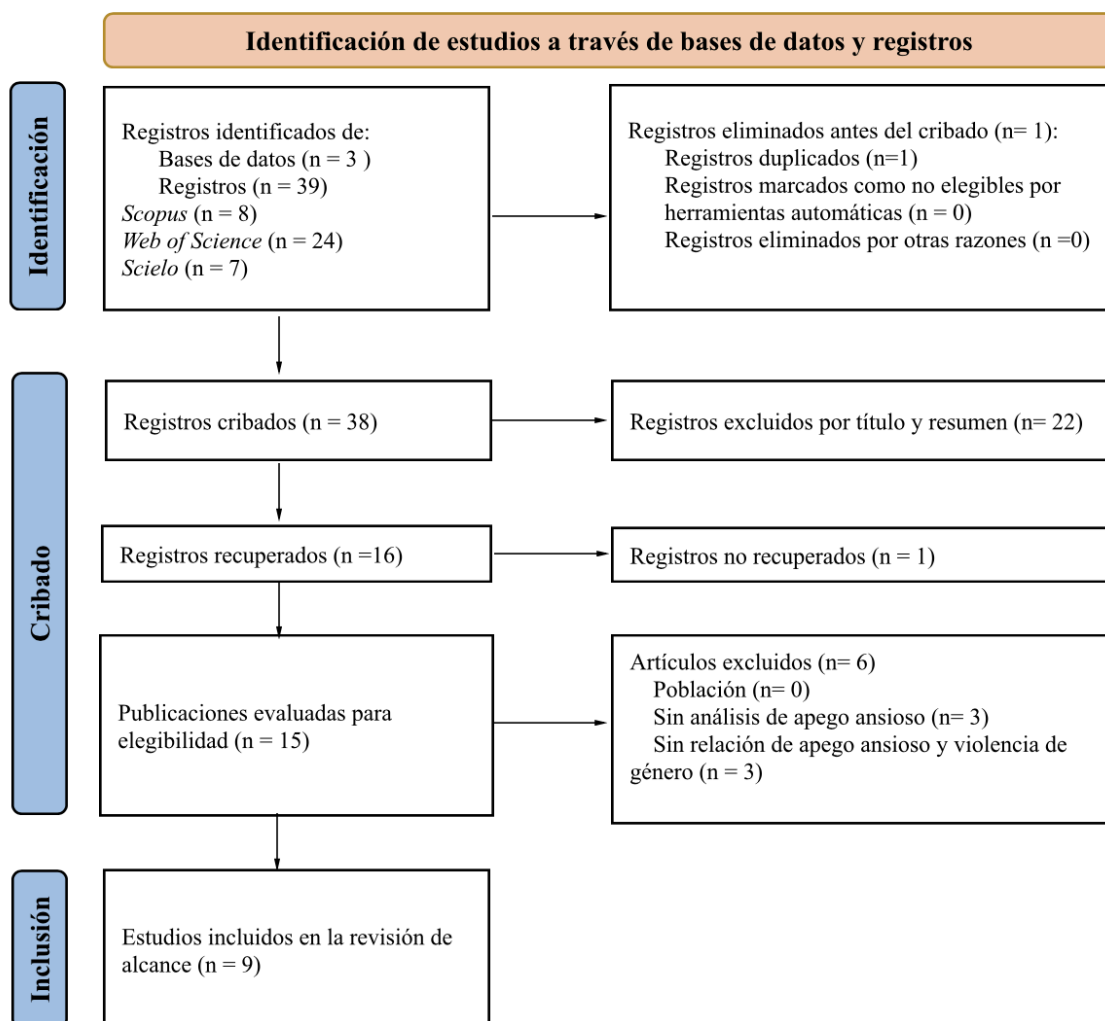 Identificación de estudios a través de bases de datos y registros
Identificación
Registros identificados de:
Bases de datos (n = 3 )
Registros (n = 39)
Scopus (n = 8)
Web of Science (n = 24)
Scielo (n = 7)
Registros eliminados antes del cribado (n= 1):
Registros duplicados (n=1)
Registros marcados como no elegibles por
herramientas automáticas (n = 0)
Registros eliminados por otras razones (n =0)
Cribado
Registros cribados (n = 38)
Registros excluidos por título y resumen (n= 22)
Registros recuperados (n =16)
Registros no recuperados (n = 1)
Publicaciones evaluadas para
elegibilidad (n = 15)
Artículos excluidos (n= 6)
Población (n= 0)
Sin análisis de apego ansioso (n= 3)
Sin relación de apego ansioso y violencia de
género (n = 3)
Inclusión
Estudios incluidos en la revisión de
alcance (n = 9)